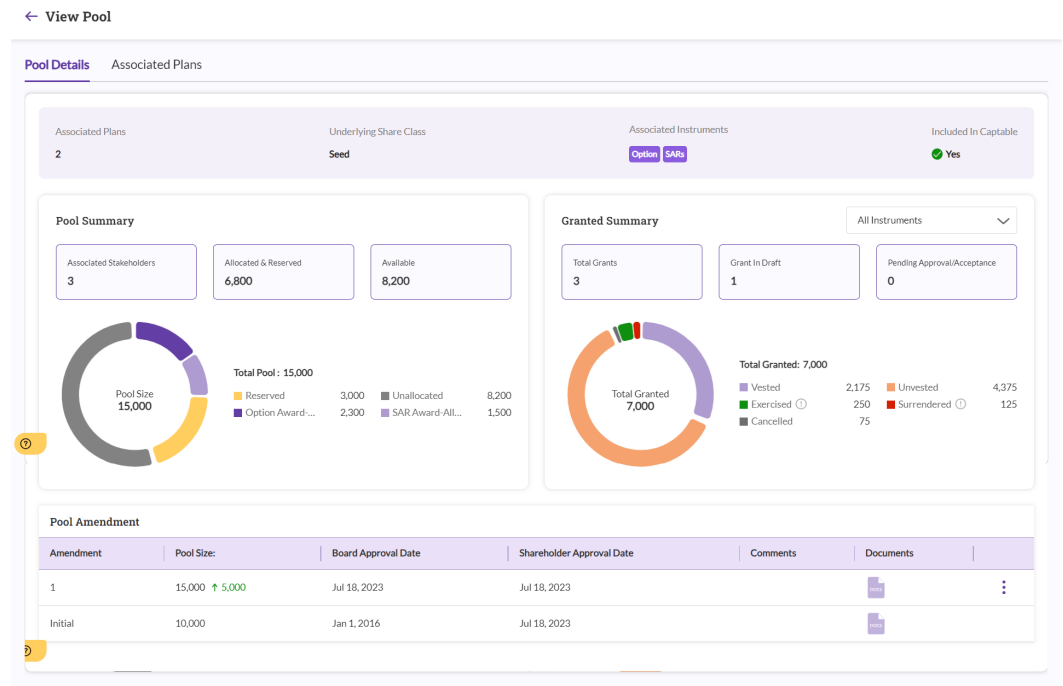 View Pool
Pool Details Associated Plans
Associated Plans
2
Underlying Share Class
Seed
Associated Instruments
Option SARs
Included In Captable
Yes
Pool Summary
Associated Stakeholders
3
Allocated & Reserved
6,800
Available
8,200
Pool Size
15,000
Total Pool : 15,000
Reserved 3,000 Unallocated 8,200
Option Award-... 2,300 SAR Award-All... 1,500
Granted Summary
All Instruments
Total Grants
3
Grant In Draft
1
Pending Approval/Acceptance
0
Total Granted
7,000
Total Granted: 7,000
Vested 2,175 Unvested 4,375
Exercised 250 Surrendered 125
Cancelled 75
Pool Amendment
Amendment Pool Size: Board Approval Date Shareholder Approval Date Comments Documents
1 15,000 ↑ 5,000 Jul 18, 2023 Jul 18, 2023
Initial 10,000 Jan 1, 2016 Jul 18, 2023